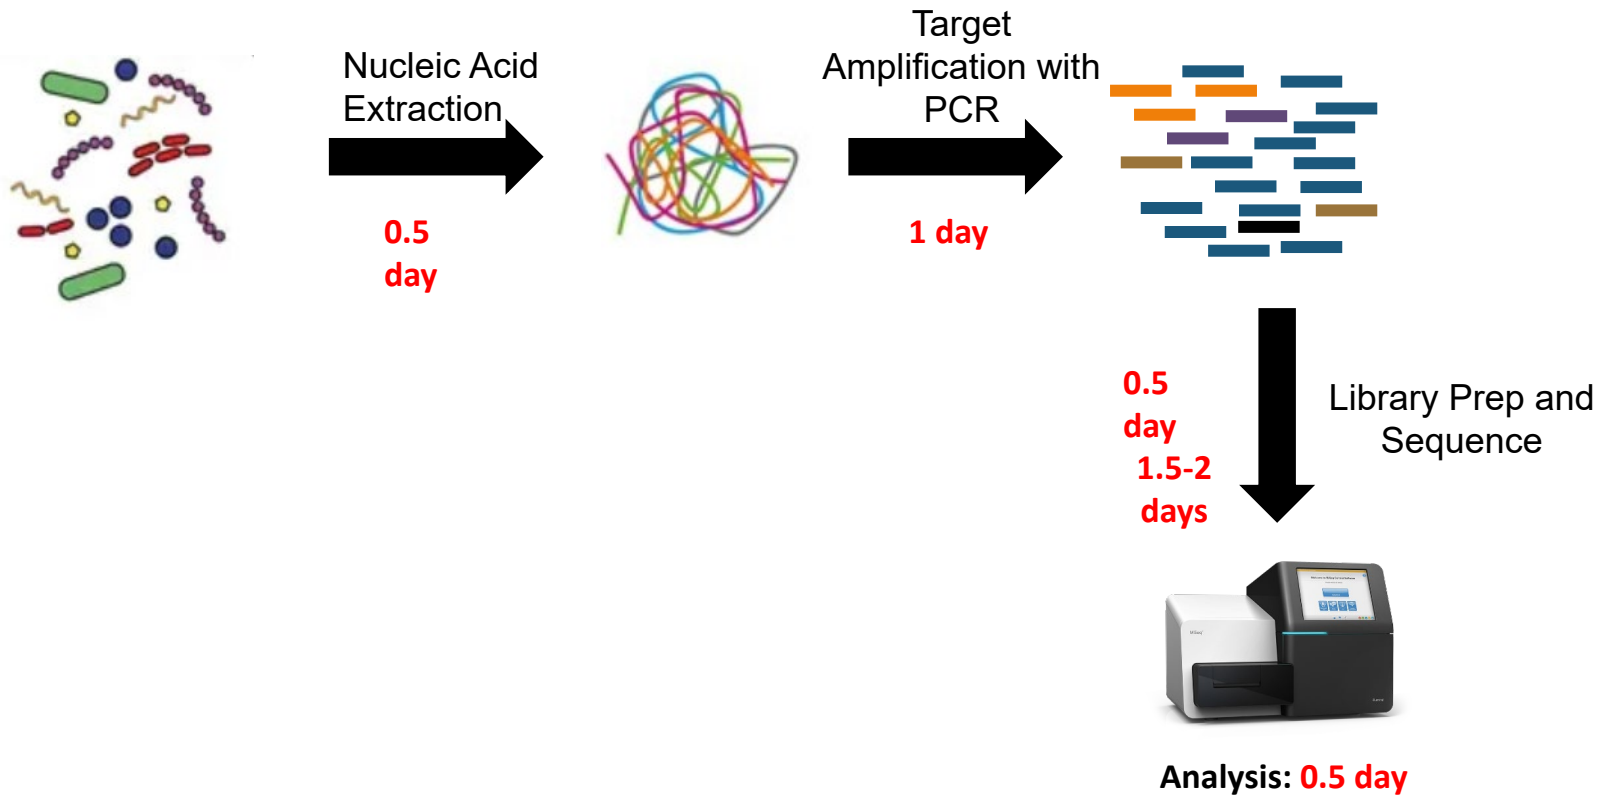 Nucleic Acid
Extraction
0.5
day
Target
Amplification with
PCR
1 day
0.5
day
1.5-2
days
Library Prep and
Sequence
MiSeq
Analysis: 0.5 day